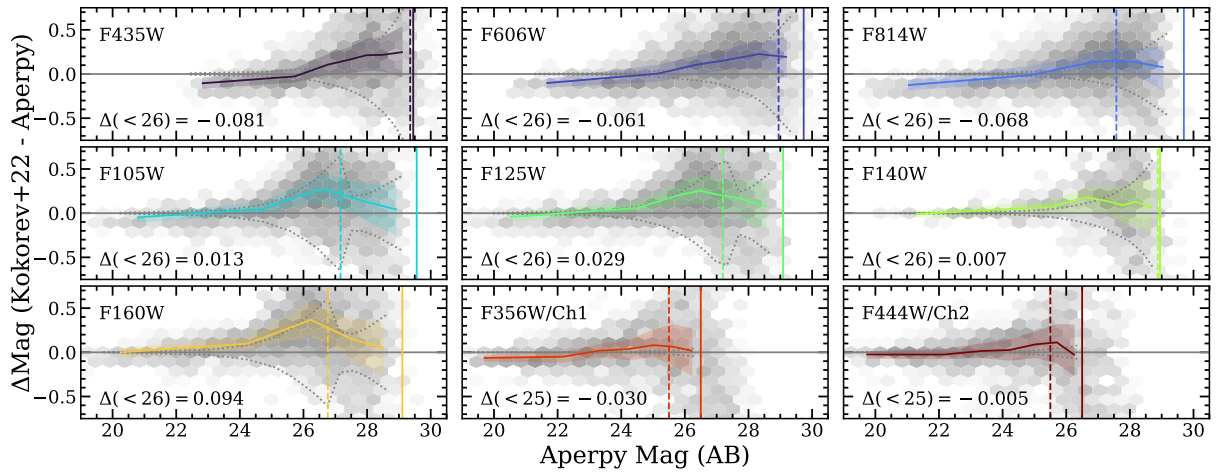 ΔMag (Kokorev+22 - Aperpy)
F435W
F606W
F814W
0.5
0.0
−0.5
Δ(<26) = −0.081
Δ(<26) = −0.061
Δ(<26) = −0.068
F105W
F125W
F140W
0.5
0.0
−0.5
Δ(<26) = 0.013
Δ(<26) = 0.029
Δ(<26) = 0.007
F160W
F356W/Ch1
F444W/Ch2
0.5
0.0
−0.5
Δ(<26) = 0.094
Δ(<25) = −0.030
Δ(<25) = −0.005
20 22 24 26 28 30 20 22 24 26 28 30 20 22 24 26 28 30
Aperpy Mag (AB)